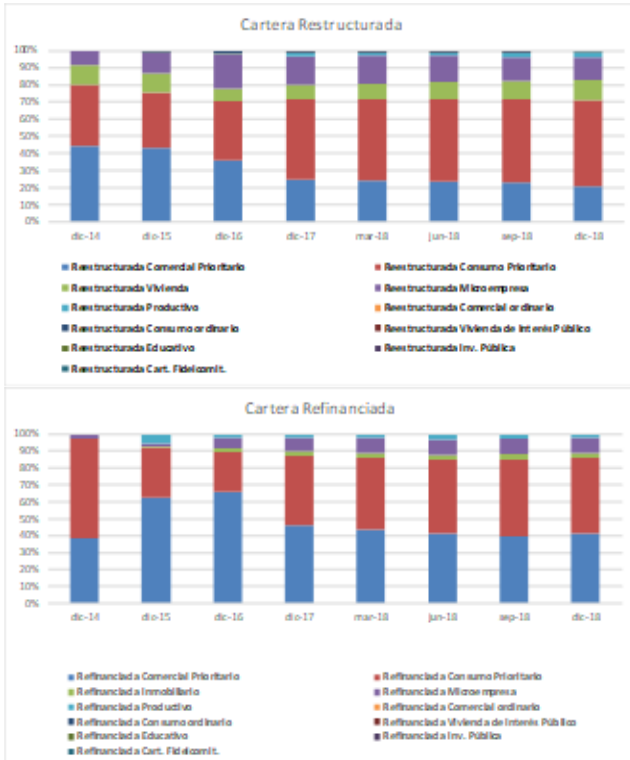 Cartera Restructurada
100%
90%
80%
70%
60%
50%
40%
30%
20%
10%
0%
dic-14 dic-15 dic-16 dic-17 mar-18 jun-18 sep-18 dic-18
Reestructurada Comercial Prioritario Reestructurada Consumo Prioritario
Reestructurada Vivienda Reestructurada Microempresa
Reestructurada Productivo Reestructurada Comercial ordinario
Reestructurada Consumo ordinario Reestructurada Vivienda de Interés Público
Reestructurada Educativo Reestructurada Inv. Pública
Reestructurada Cart. Fideicomit.
Cartera Refinanciada
100%
90%
80%
70%
60%
50%
40%
30%
20%
10%
0%
dic-14 dic-15 dic-16 dic-17 mar-18 jun-18 sep-18 dic-18
Refinanciada Comercial Prioritario Refinanciada Consumo Prioritario
Refinanciada Inmobiliario Refinanciada Microempresa
Refinanciada Productivo Refinanciada Comercial ordinario
Refinanciada Consumo ordinario Refinanciada Vivienda de Interés Público
Refinanciada Educativo Refinanciada Inv. Pública
Refinanciada Cart. Fideicomit.